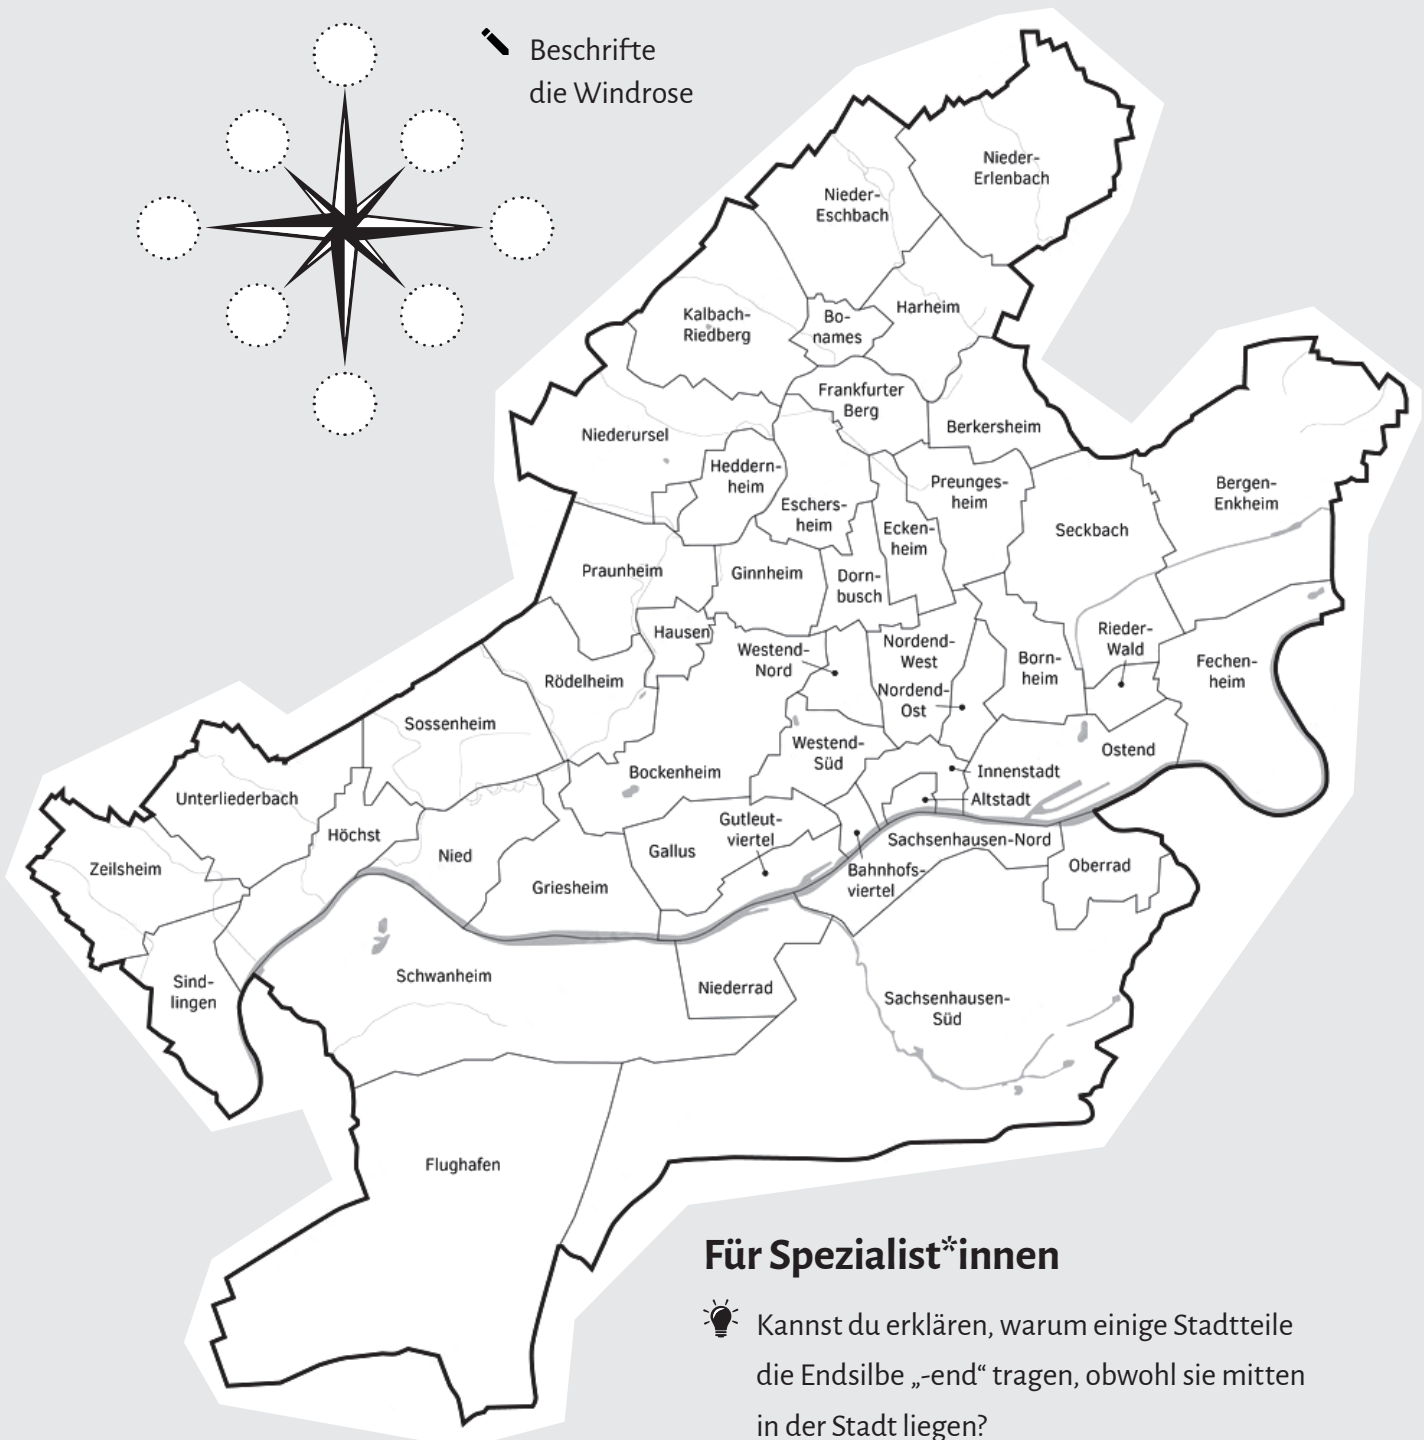 Beschrifte
die Windrose
Nieder-
Erlenbach
Nieder-
Eschbach
Harheim
Kalbach-
Riedberg
Bo-
names
Frankfurter
Berg
Berkersheim
Niederursel
Heddern-
heim
Eschers-
heim
Preunges-
heim
Bergen-
Enkheim
Ecken-
heim
Seckbach
Praunheim
Ginnheim
Dorn-
busch
Hausen
Westend-
Nord
Nordend-
West
Nordend-
Ost
Born-
heim
Rieder-
Wald
Fechen-
heim
Rödelheim
Sossenheim
Westend-
Süd
Ostend
Bockenheim
Innenstadt
Altstadt
Unterliederbach
Höchst
Gutleut-
viertel
Sachsenhausen-Nord
Gallus
Nied
Zeilsheim
Griesheim
Bahnhofs-
viertel
Oberrad
Schwanheim
Sind-
lingen
Niederrad
Sachsenhausen-
Süd
Flughafen
Für Spezialist*innen
Kannst du erklären, warum einige Stadtteile
die Endsilbe „-end“ tragen, obwohl sie mitten
in der Stadt liegen?